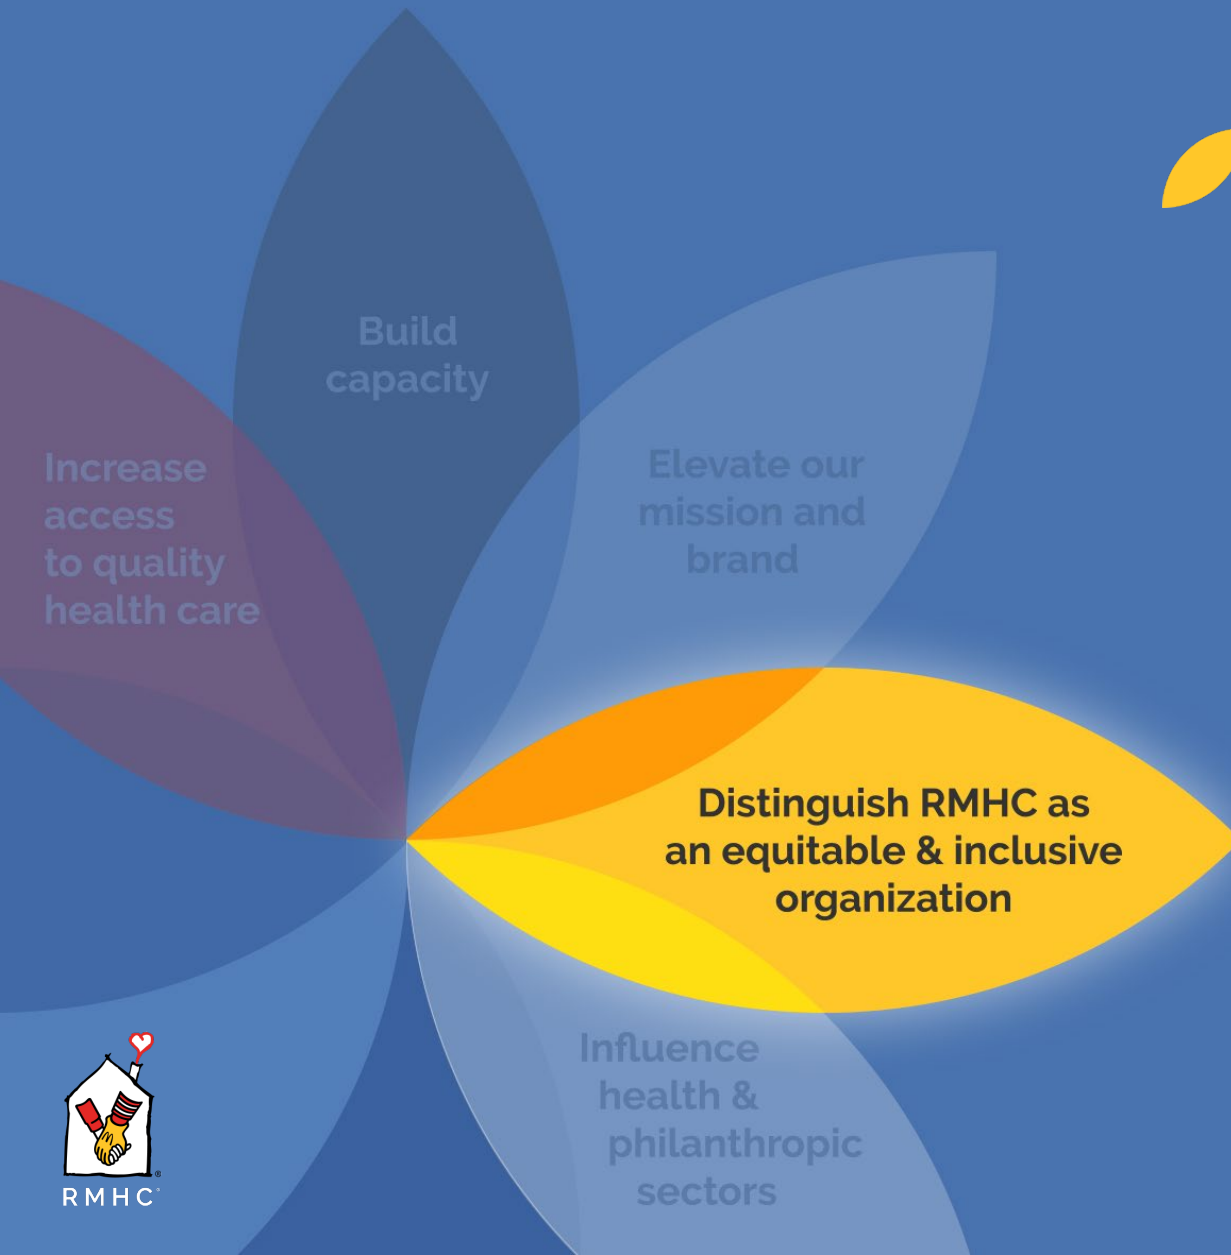 Build
capacity
Increase
access
to quality
health care
Elevate our
mission and
brand
Distinguish RMHC as
an equitable & inclusive
organization
Influence
health &
philanthropic
sectors
RMHC®